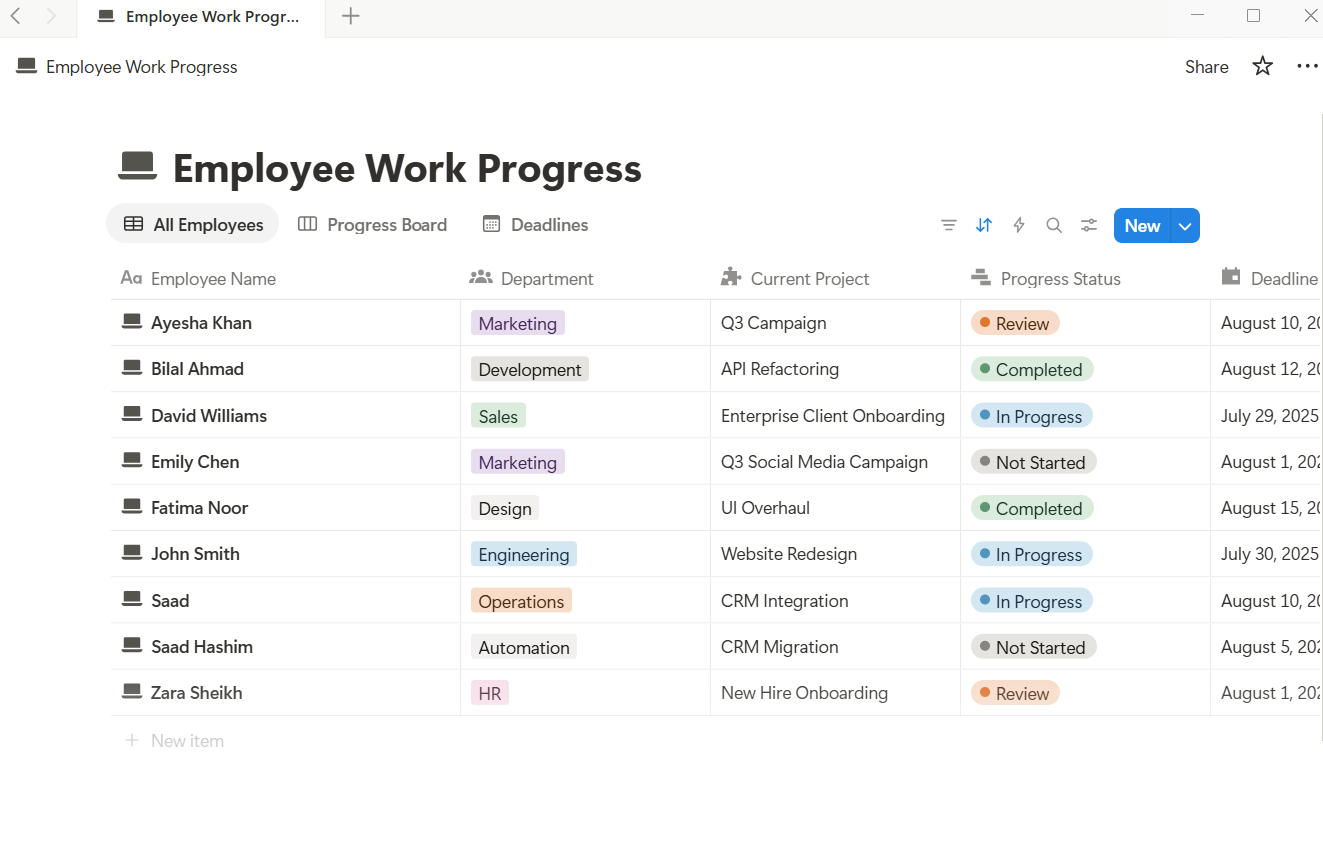 Employee Work Progr...
Employee Work Progress
Share
Employee Work Progress
All Employees Progress Board Deadlines New
Aa Employee Name Department Current Project Progress Status Deadline
Ayesha Khan Marketing Q3 Campaign Review August 10, 20
Bilal Ahmad Development API Refactoring Completed August 12, 20
David Williams Sales Enterprise Client Onboarding In Progress July 29, 2025
Emily Chen Marketing Q3 Social Media Campaign Not Started August 1, 202
Fatima Noor Design UI Overhaul Completed August 15, 20
John Smith Engineering Website Redesign In Progress July 30, 2025
Saad Operations CRM Integration In Progress August 10, 20
Saad Hashim Automation CRM Migration Not Started August 5, 202
Zara Sheikh HR New Hire Onboarding Review August 1, 202
New item